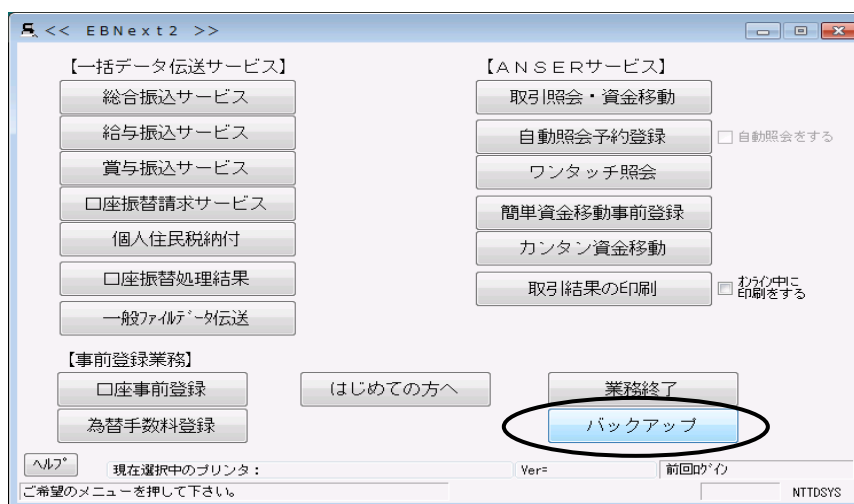 << EBNext2 >>
【一括データ伝送サービス】
総合振込サービス
給与振込サービス
賞与振込サービス
口座振替請求サービス
個人住民税納付
口座振替処理結果
一般ファイルデータ伝送
【ANSERサービス】
取引照会・資金移動
自動照会予約登録
自動照会をする
ワンタッチ照会
簡単資金移動事前登録
カンタン資金移動
取引結果の印刷
オンライン中に
印刷をする
【事前登録業務】
口座事前登録
はじめての方へ
業務終了
為替手数料登録
バックアップ
ヘルプ
現在選択中のプリンタ:
Ver=
前回ログイン
ご希望のメニューを押して下さい。
NTTDSYS